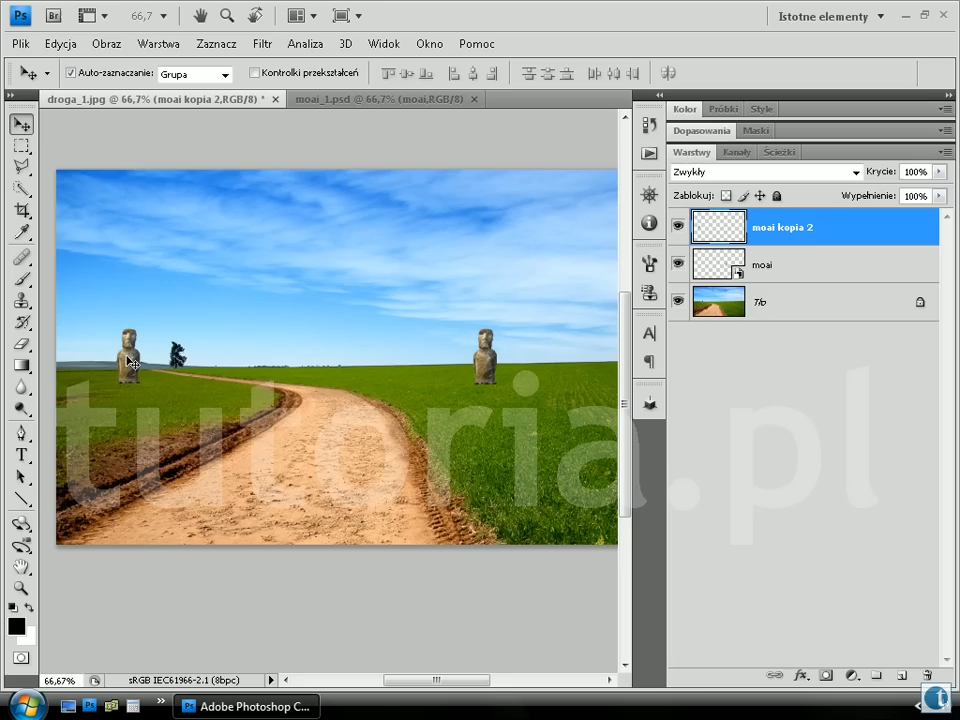 Ps Br 66,7 Istotne elementy
Plik Edycja Obraz Warstwa Zaznacz Filtr Analiza 3D Widok Okno Pomoc
Auto-zaznaczanie: Grupa Kontrolki przekształceń
droga_1.jpg @ 66,7% (moai kopia 2,RGB/8) * × moai_1.psd @ 66,7% (moai,RGB/8) ×
Kolor Próbki Style
Dopasowania Maski
Warstwy Kanały Ścieżki
Zwykły Krycie: 100%
Zablokuj: Wypełnienie: 100%
moai kopia 2
moai
Tło
tutoria.pl
66,67% sRGB IEC61966-2.1 (8bpc)
Ps Adobe Photoshop C... t